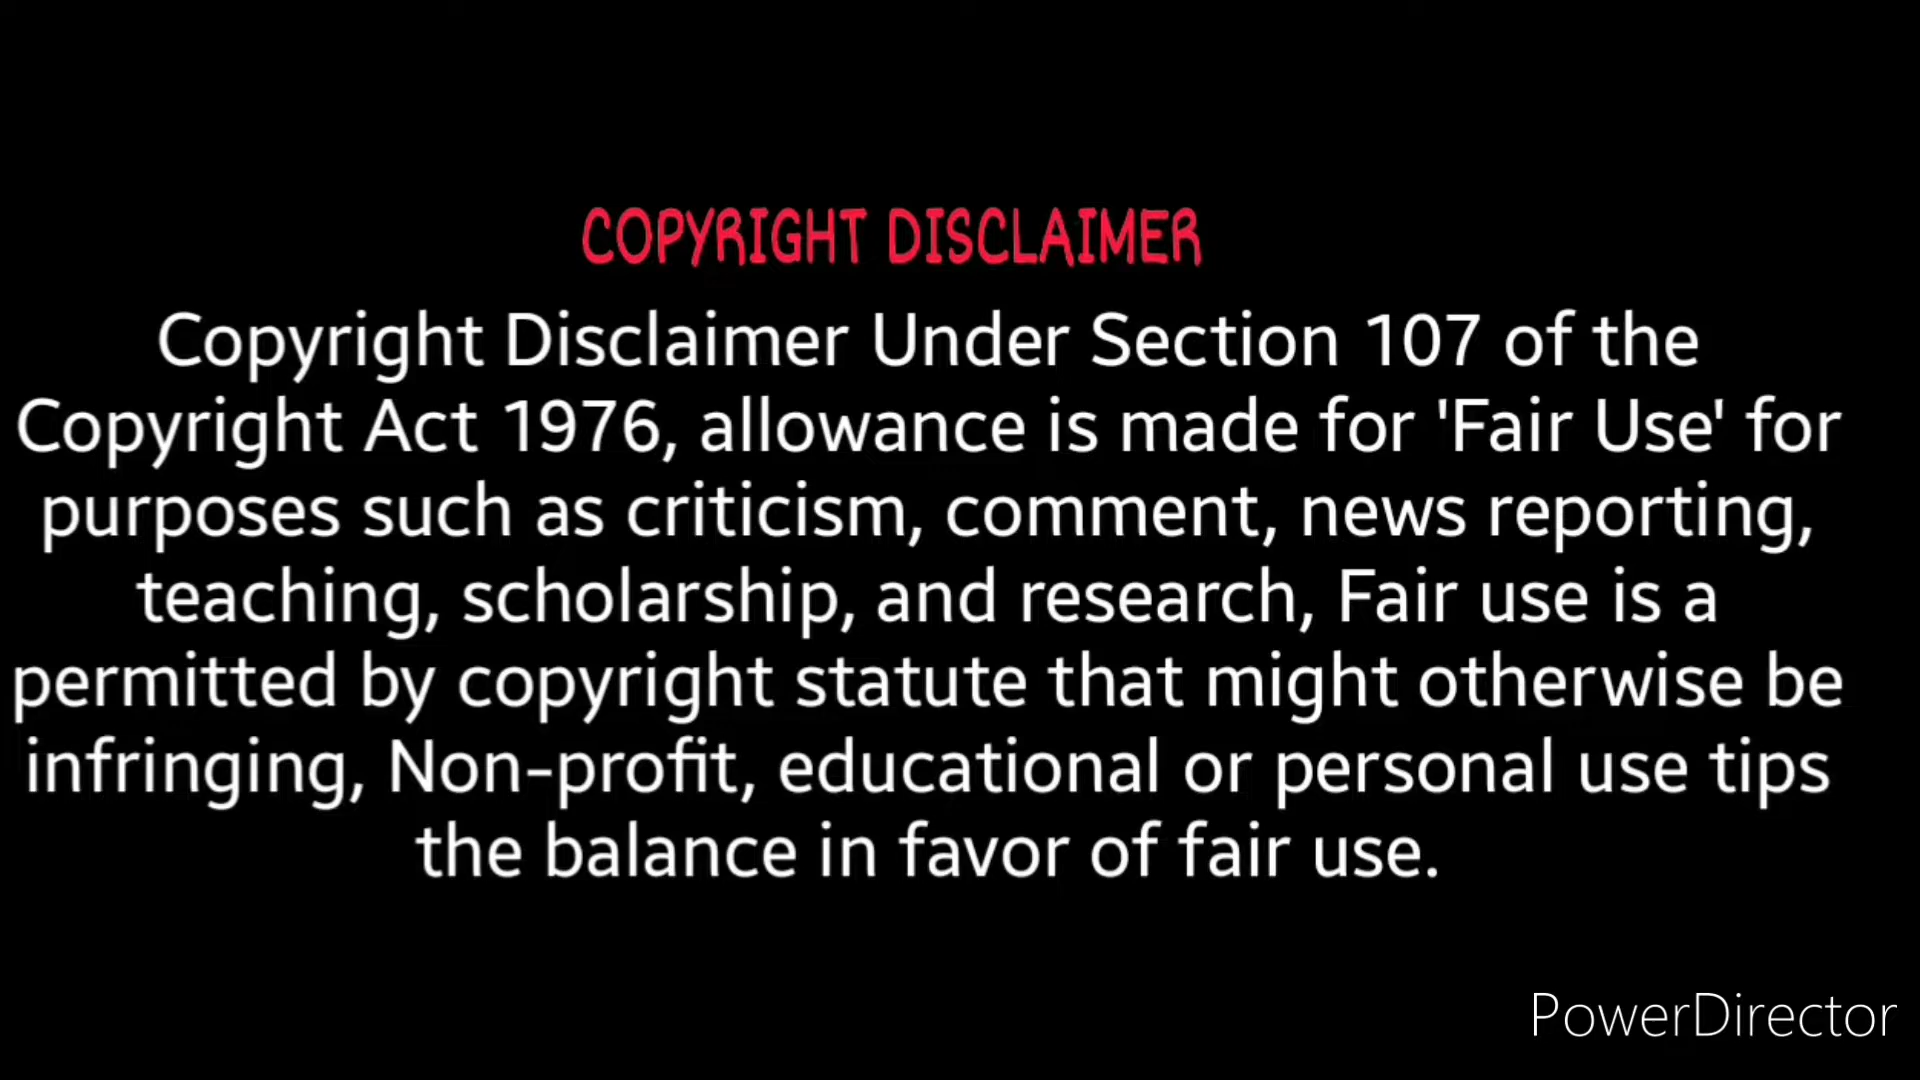 COPYRIGHT DISCLAIMER
Copyright Disclaimer Under Section 107 of the
Copyright Act 1976, allowance is made for 'Fair Use' for
purposes such as criticism, comment, news reporting,
teaching, scholarship, and research, Fair use is a
permitted by copyright statute that might otherwise be
infringing, Non-profit, educational or personal use tips
the balance in favor of fair use.
PowerDirector